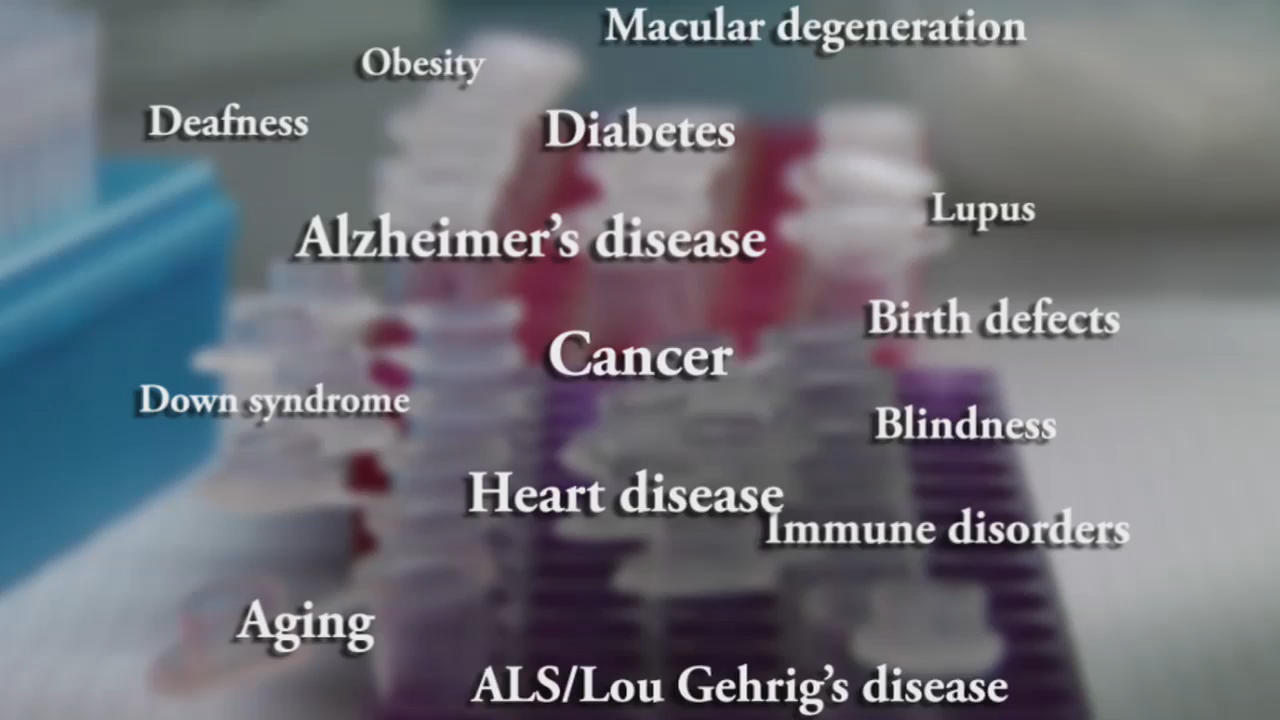 Macular degeneration
Obesity
Deafness
Diabetes
Lupus
Alzheimer’s disease
Birth defects
Cancer
Down syndrome
Blindness
Heart disease
Immune disorders
Aging
ALS/Lou Gehrig’s disease